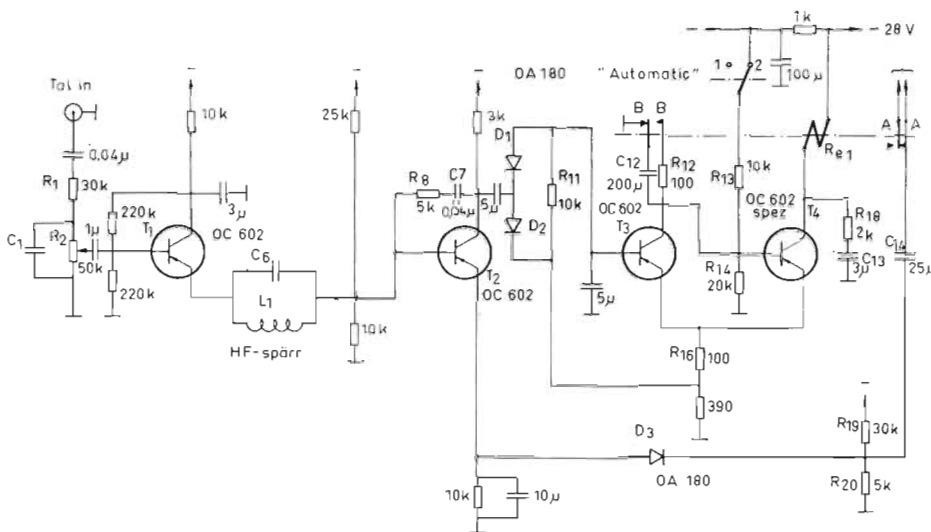 1k
28 V
1
2
100µ
OA 180
"Automatic"
Tal in
10k
25k
3k
B B
A A
D1
Re1
0,04µ
R1
30k
R8
5k
C7
0,04µ
5µ
R11
10k
C12
200µ
R12
100
R13
10k
3µ
220k
1µ
T1
OC 602
D2
OC 602
T3
OC 602
spez
T4
R18
2k
C1
R2
50k
C14
25µ
C13
3µ
220k
C6
T2
OC 602
5µ
R14
20k
L1
10k
HF-spärr
R16
100
390
D3
R19
30k
OA 180
10k
10µ
R20
5k